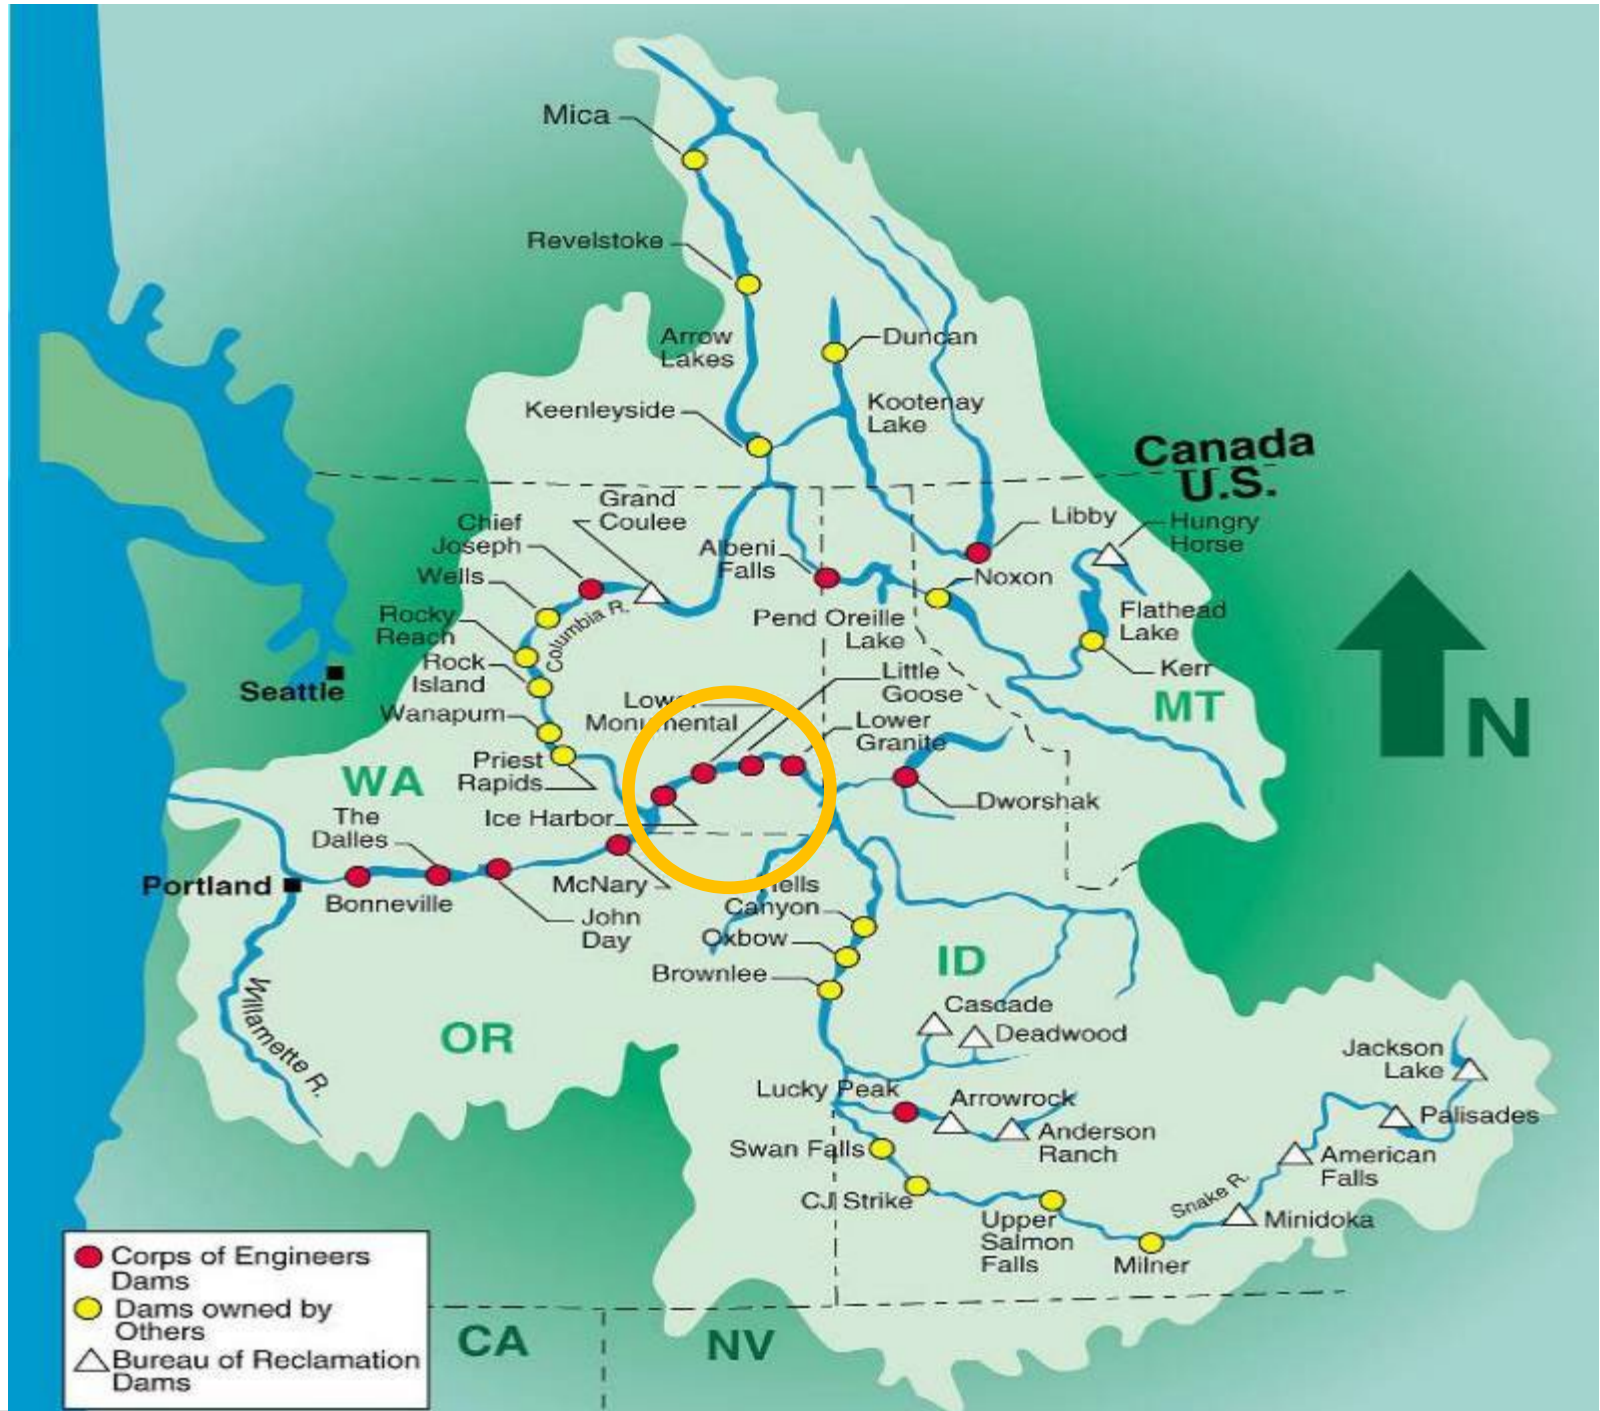 Mica
Revelstoke
Arrow
Lakes
Duncan
Keenleyside
Kootenay
Lake
Canada
U.S.
Grand
Coulee
Chief
Joseph
Libby
Hungry
Horse
Albeni
Falls
Wells
Noxon
Rocky
Reach
Columbia R.
Pend Oreille
Lake
Flathead
Lake
Rock
Island
Kerr
Seattle
Little
Goose
Lower
Monumental
MT
N
Wanapum
Lower
Granite
Priest
Rapids
WA
Ice Harbor
Dworshak
The
Dalles
Portland
McNary
Bonneville
John
Day
Hells
Canyon
Oxbow
Brownlee
ID
Willamette R.
OR
Cascade
Deadwood
Jackson
Lake
Lucky Peak
Arrowrock
Palisades
Anderson
Ranch
Swan Falls
American
Falls
CJ Strike
Snake R.
Upper
Salmon
Falls
Minidoka
Milner
Corps of Engineers
Dams
Dams owned by
Others
Bureau of Reclamation
Dams
CA
NV